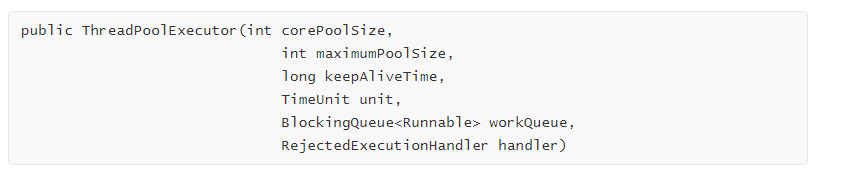 public ThreadPoolExecutor(int corePoolSize,
int maximumPoolSize,
long keepAliveTime,
TimeUnit unit,
BlockingQueue<Runnable> workQueue,
RejectedExecutionHandler handler)